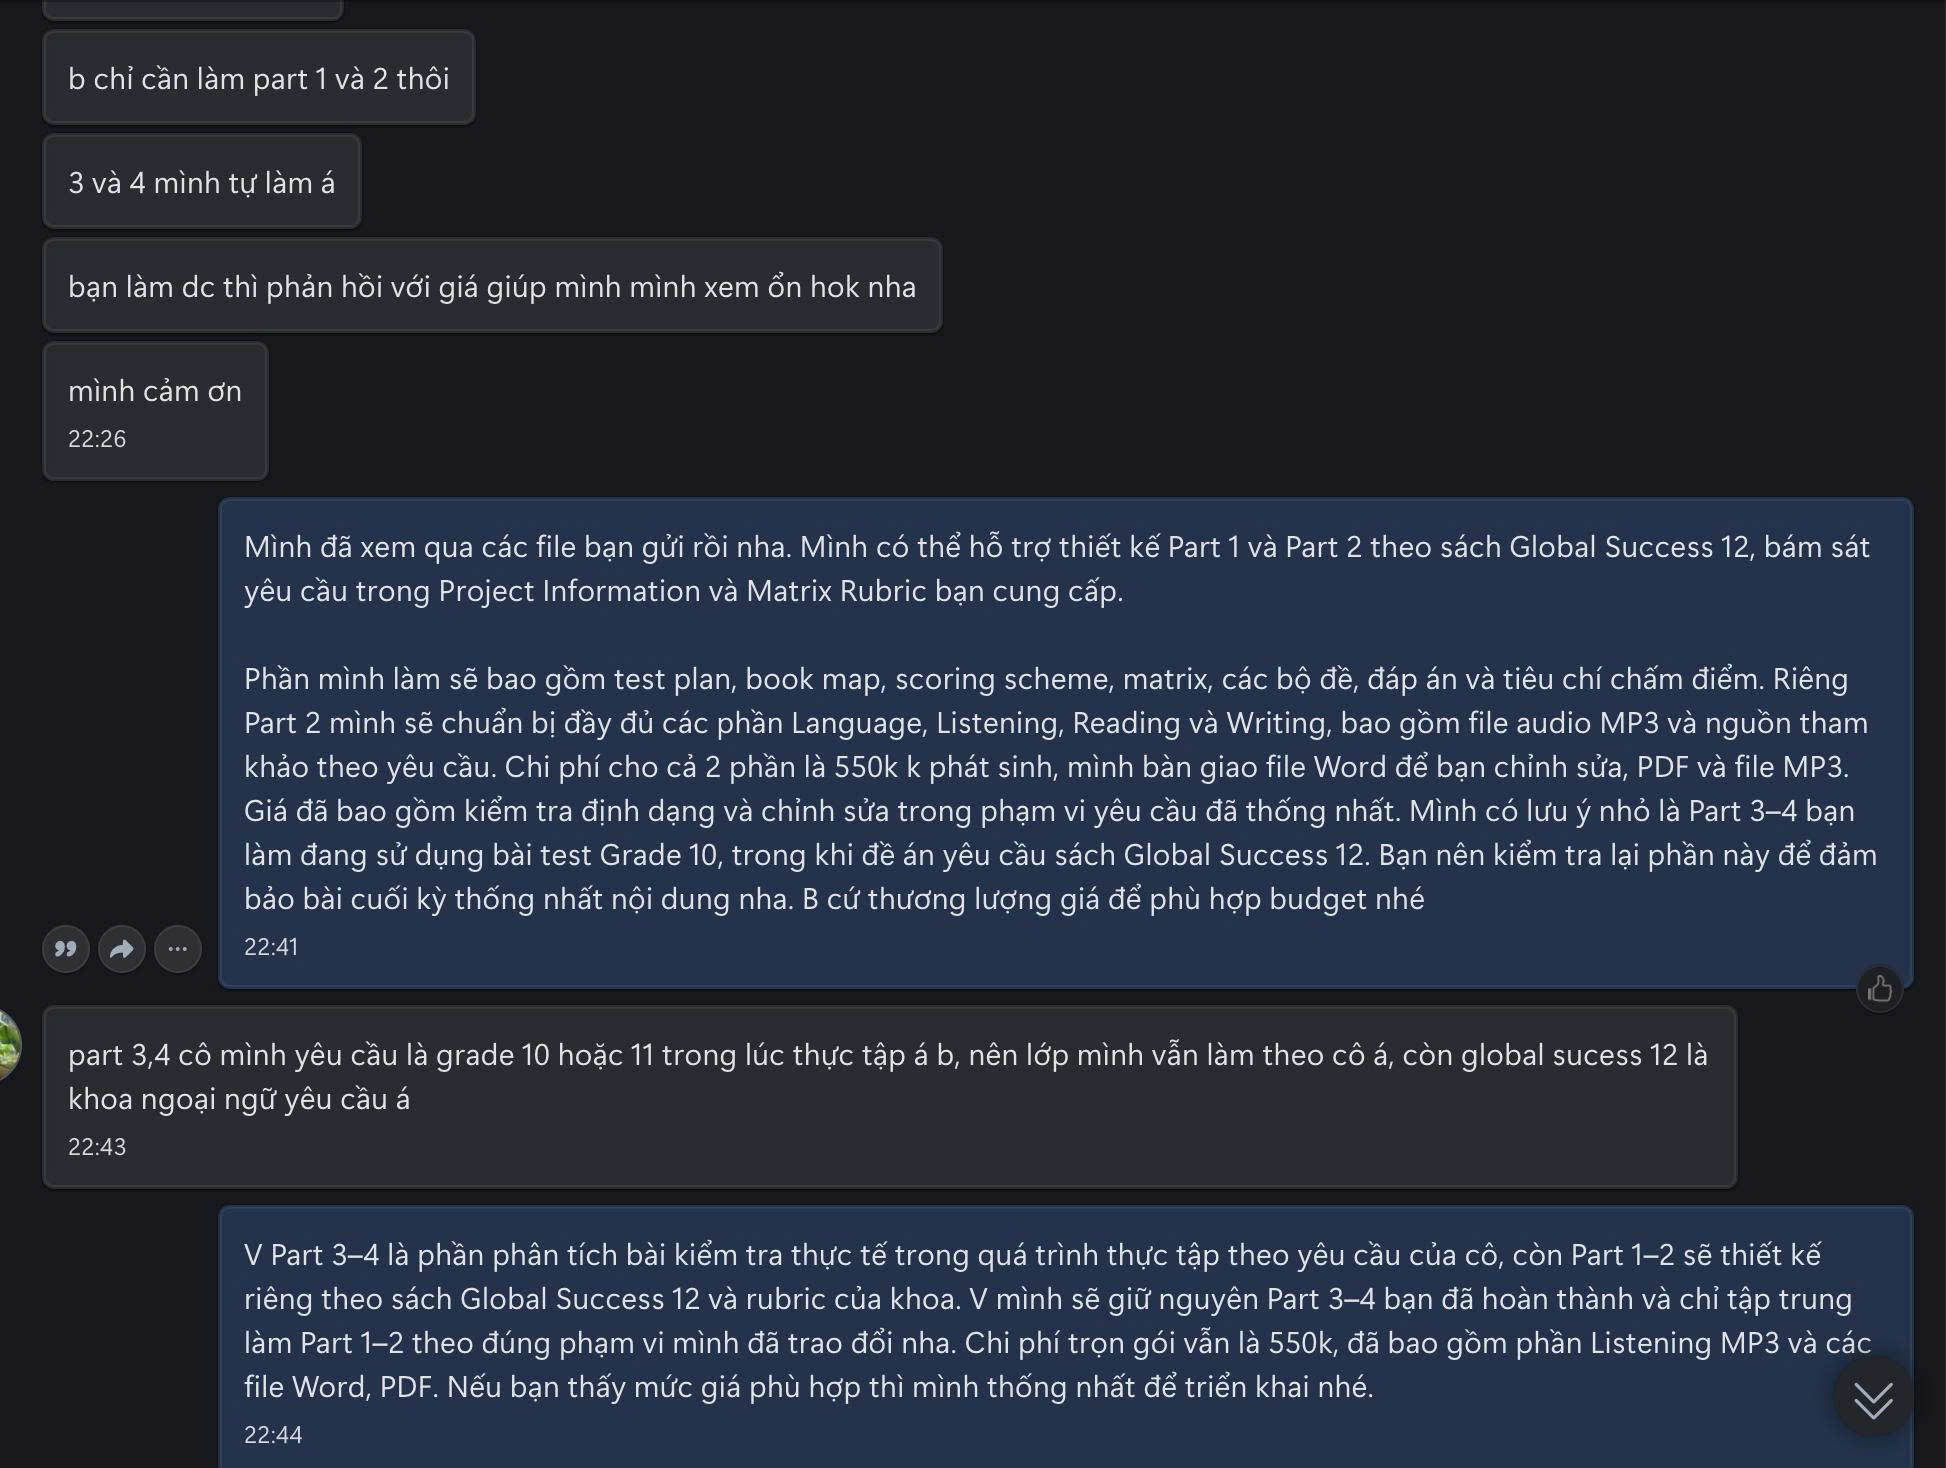 b chỉ cần làm part 1 và 2 thôi
3 và 4 mình tự làm á
bạn làm dc thì phản hồi với giá giúp mình mình xem ổn hok nha
mình cảm ơn
22:26
Mình đã xem qua các file bạn gửi rồi nha. Mình có thể hỗ trợ thiết kế Part 1 và Part 2 theo sách Global Success 12, bám sát
yêu cầu trong Project Information và Matrix Rubric bạn cung cấp.
Phần mình làm sẽ bao gồm test plan, book map, scoring scheme, matrix, các bộ đề, đáp án và tiêu chí chấm điểm. Riêng
Part 2 mình sẽ chuẩn bị đầy đủ các phần Language, Listening, Reading và Writing, bao gồm file audio MP3 và nguồn tham
khảo theo yêu cầu. Chi phí cho cả 2 phần là 550k k phát sinh, mình bàn giao file Word để bạn chỉnh sửa, PDF và file MP3.
Giá đã bao gồm kiểm tra định dạng và chỉnh sửa trong phạm vi yêu cầu đã thống nhất. Mình có lưu ý nhỏ là Part 3–4 bạn
làm đang sử dụng bài test Grade 10, trong khi đề án yêu cầu sách Global Success 12. Bạn nên kiểm tra lại phần này để đảm
bảo bài cuối kỳ thống nhất nội dung nha. B cứ thương lượng giá để phù hợp budget nhé
22:41
part 3,4 cô mình yêu cầu là grade 10 hoặc 11 trong lúc thực tập á b, nên lớp mình vẫn làm theo cô á, còn global sucess 12 là
khoa ngoại ngữ yêu cầu á
22:43
V Part 3–4 là phần phân tích bài kiểm tra thực tế trong quá trình thực tập theo yêu cầu của cô, còn Part 1–2 sẽ thiết kế
riêng theo sách Global Success 12 và rubric của khoa. V mình sẽ giữ nguyên Part 3–4 bạn đã hoàn thành và chỉ tập trung
làm Part 1–2 theo đúng phạm vi mình đã trao đổi nha. Chi phí trọn gói vẫn là 550k, đã bao gồm phần Listening MP3 và các
file Word, PDF. Nếu bạn thấy mức giá phù hợp thì mình thống nhất để triển khai nhé.
22:44